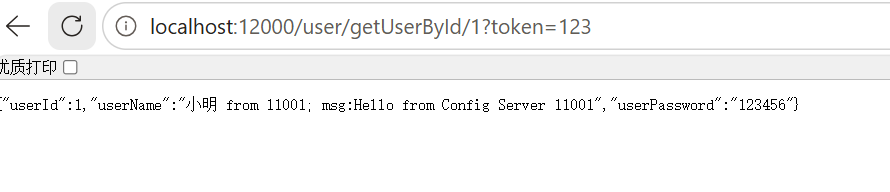 localhost:12000/user/getUserById/1?token=123
优质打印
{"userId":1,"userName":"小明 from 11001; msg:Hello from Config Server 11001","userPassword":"123456"}